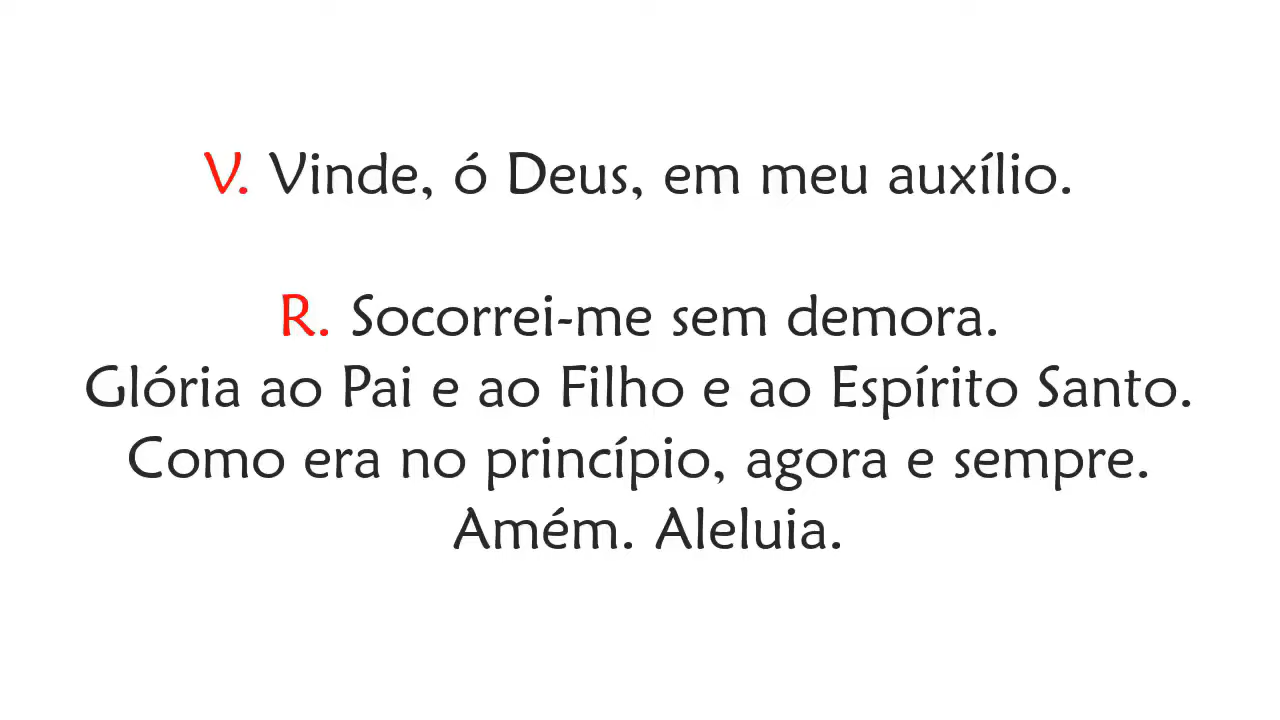 V. Vinde, ó Deus, em meu auxílio.
R. Socorrei-me sem demora.
Glória ao Pai e ao Filho e ao Espírito Santo.
Como era no princípio, agora e sempre.
Amém. Aleluia.